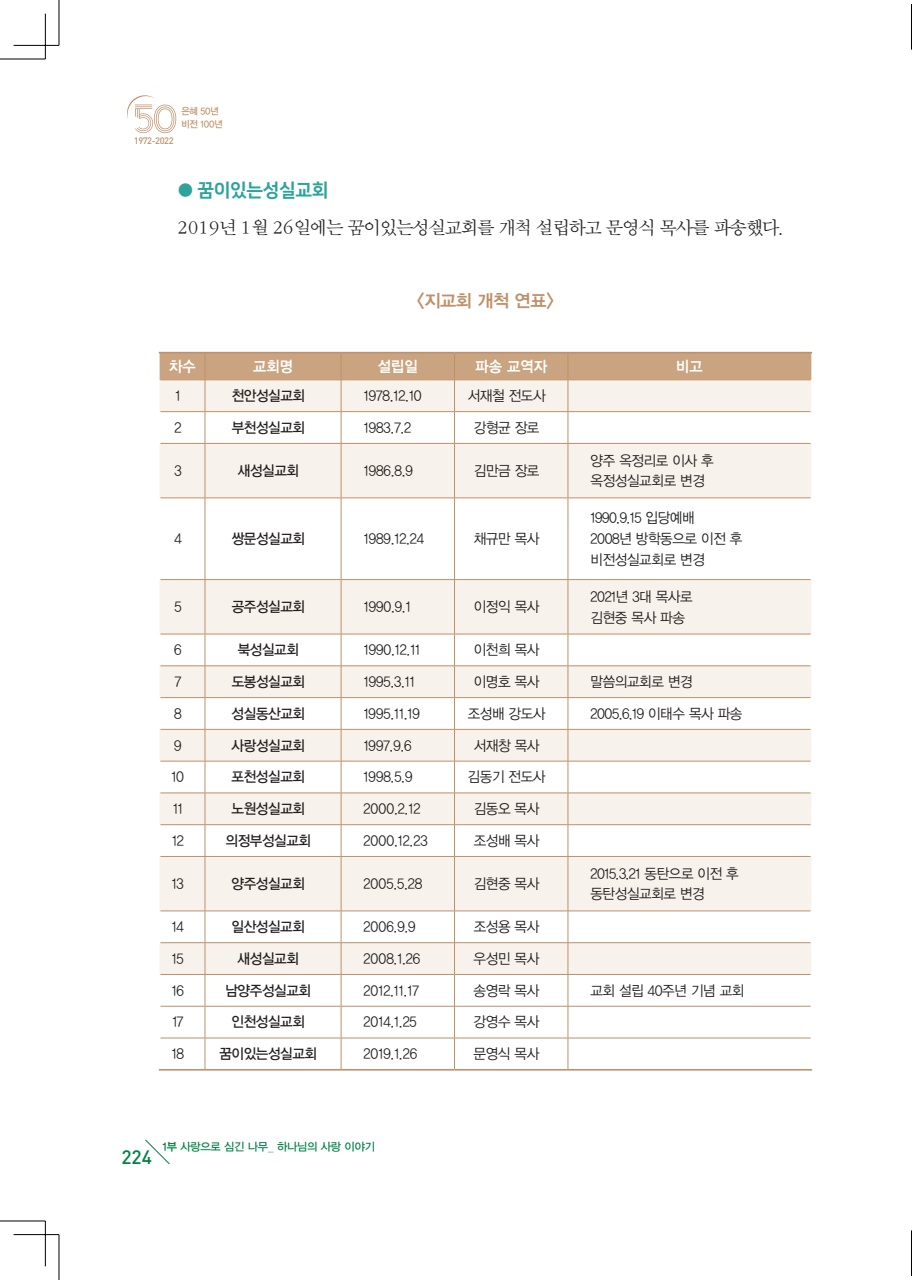 50
은혜 50년
비전 100년
1972-2022
● 꿈이있는성실교회
2019년 1월 26일에는 꿈이있는성실교회를 개척 설립하고 문영식 목사를 파송했다.
〈지교회 개척 연표〉
차수 교회명 설립일 파송 교역자 비고
1 천안성실교회 1978.12.10 서재철 전도사
2 부천성실교회 1983.7.2 강형균 장로
3 새성실교회 1986.8.9 김만금 장로 양주 옥정리로 이사 후
옥정성실교회로 변경
4 쌍문성실교회 1989.12.24 채규만 목사 1990.9.15 입당예배
2008년 방학동으로 이전 후
비전성실교회로 변경
5 공주성실교회 1990.9.1 이정익 목사 2021년 3대 목사로
김현중 목사 파송
6 북성실교회 1990.12.11 이천희 목사
7 도봉성실교회 1995.3.11 이명호 목사 말씀의교회로 변경
8 성실동산교회 1995.11.19 조성배 강도사 2005.6.19 이태수 목사 파송
9 사랑성실교회 1997.9.6 서재창 목사
10 포천성실교회 1998.5.9 김동기 전도사
11 노원성실교회 2000.2.12 김동오 목사
12 의정부성실교회 2000.12.23 조성배 목사
13 양주성실교회 2005.5.28 김현중 목사 2015.3.21 동탄으로 이전 후
동탄성실교회로 변경
14 일산성실교회 2006.9.9 조성용 목사
15 새성실교회 2008.1.26 우성민 목사
16 남양주성실교회 2012.11.17 송영락 목사 교회 설립 40주년 기념 교회
17 인천성실교회 2014.1.25 강영수 목사
18 꿈이있는성실교회 2019.1.26 문영식 목사
224 1부 사랑으로 심긴 나무_ 하나님의 사랑 이야기